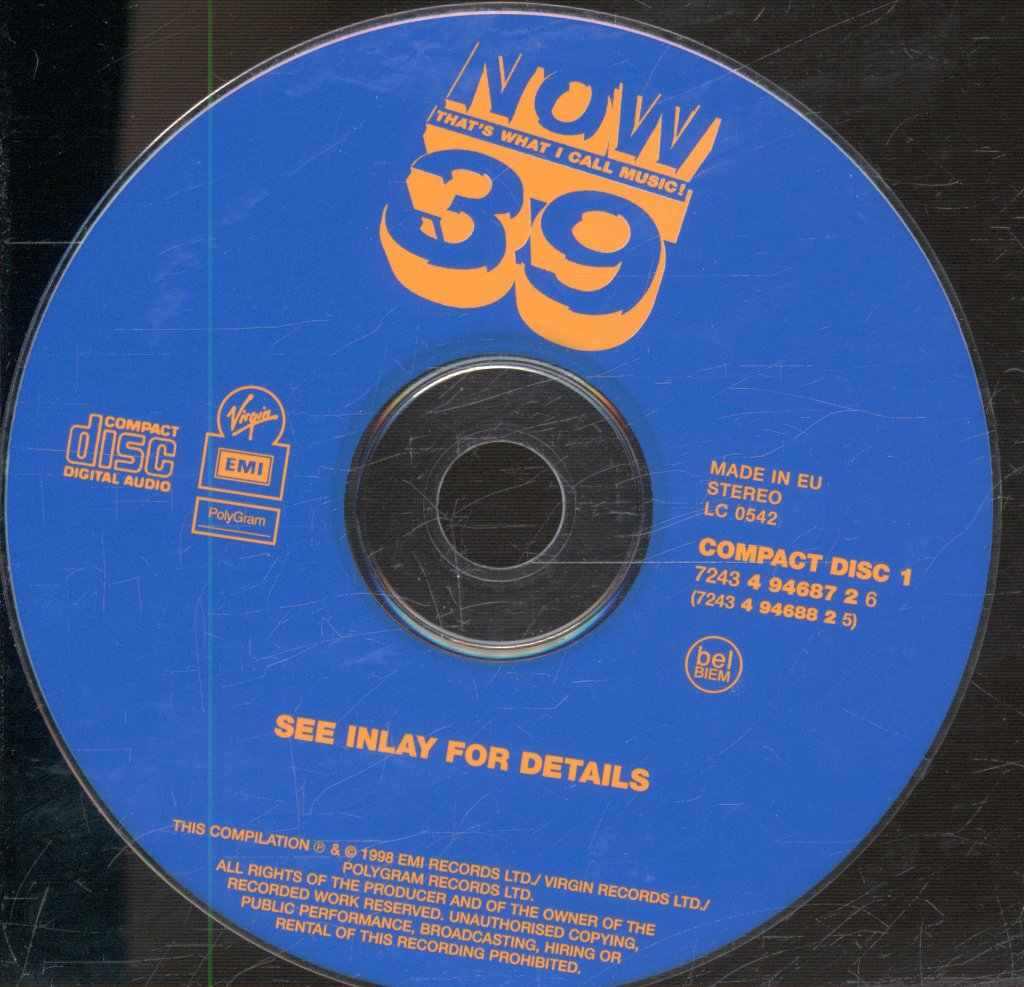 NOW
THAT'S WHAT I CALL MUSIC!
39
COMPACT
disc
DIGITAL AUDIO
Virgin
EMI
PolyGram
MADE IN EU
STEREO
LC 0542
COMPACT DISC 1
7243 4 94687 2 6
(7243 4 94688 2 5)
bel
BIEM
SEE INLAY FOR DETAILS
THIS COMPILATION ℗ & © 1998 EMI RECORDS LTD./ VIRGIN RECORDS LTD./
POLYGRAM RECORDS LTD.
ALL RIGHTS OF THE PRODUCER AND OF THE OWNER OF THE
RECORDED WORK RESERVED. UNAUTHORISED COPYING,
PUBLIC PERFORMANCE, BROADCASTING, HIRING OR
RENTAL OF THIS RECORDING PROHIBITED.